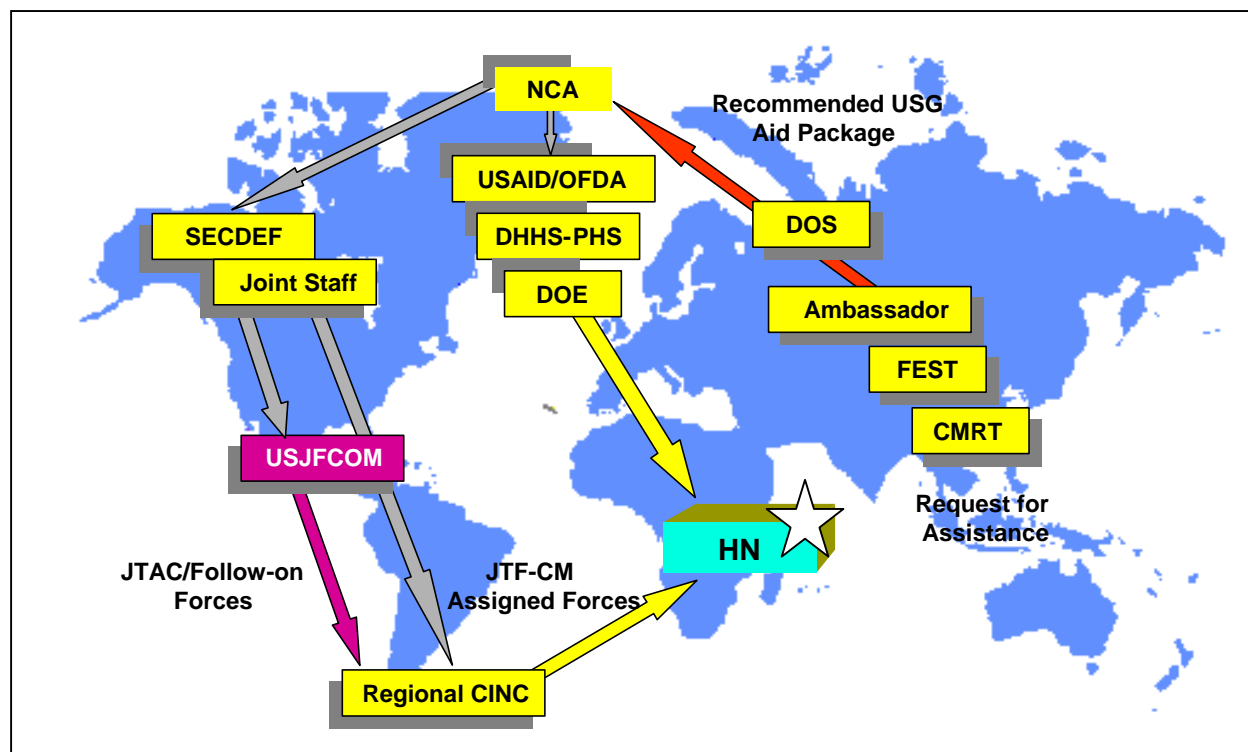 NCA
Recommended USG
Aid Package
USAID/OFDA
SECDEF
DHHS-PHS
DOS
Joint Staff
DOE
Ambassador
FEST
CMRT
USJFCOM
Request for
Assistance
HN
JTAC/Follow-on
Forces
JTF-CM
Assigned Forces
Regional CINC